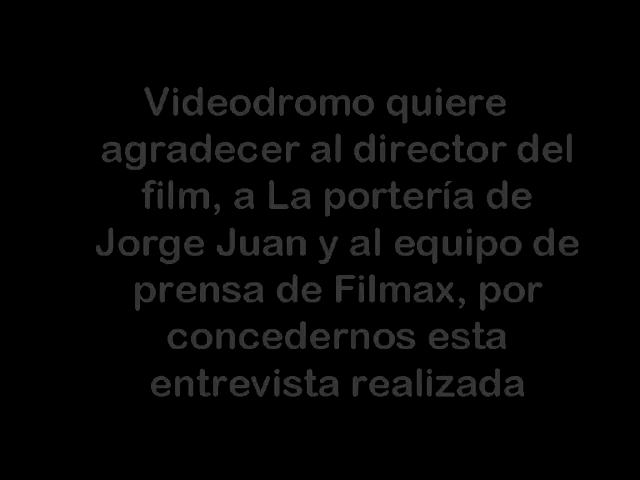 Videodromo quiere
agradecer al director del
film, a La portería de
Jorge Juan y al equipo de
prensa de Filmax, por
concedernos esta
entrevista realizada